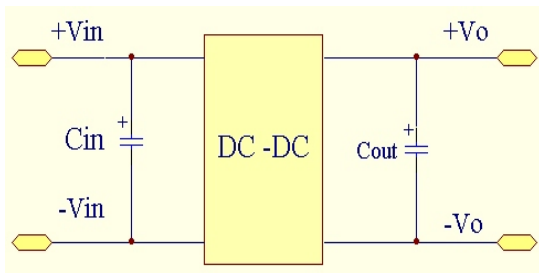 +Vin
+Vo
+
Cin
DC -DC
+
Cout
-Vin
-Vo